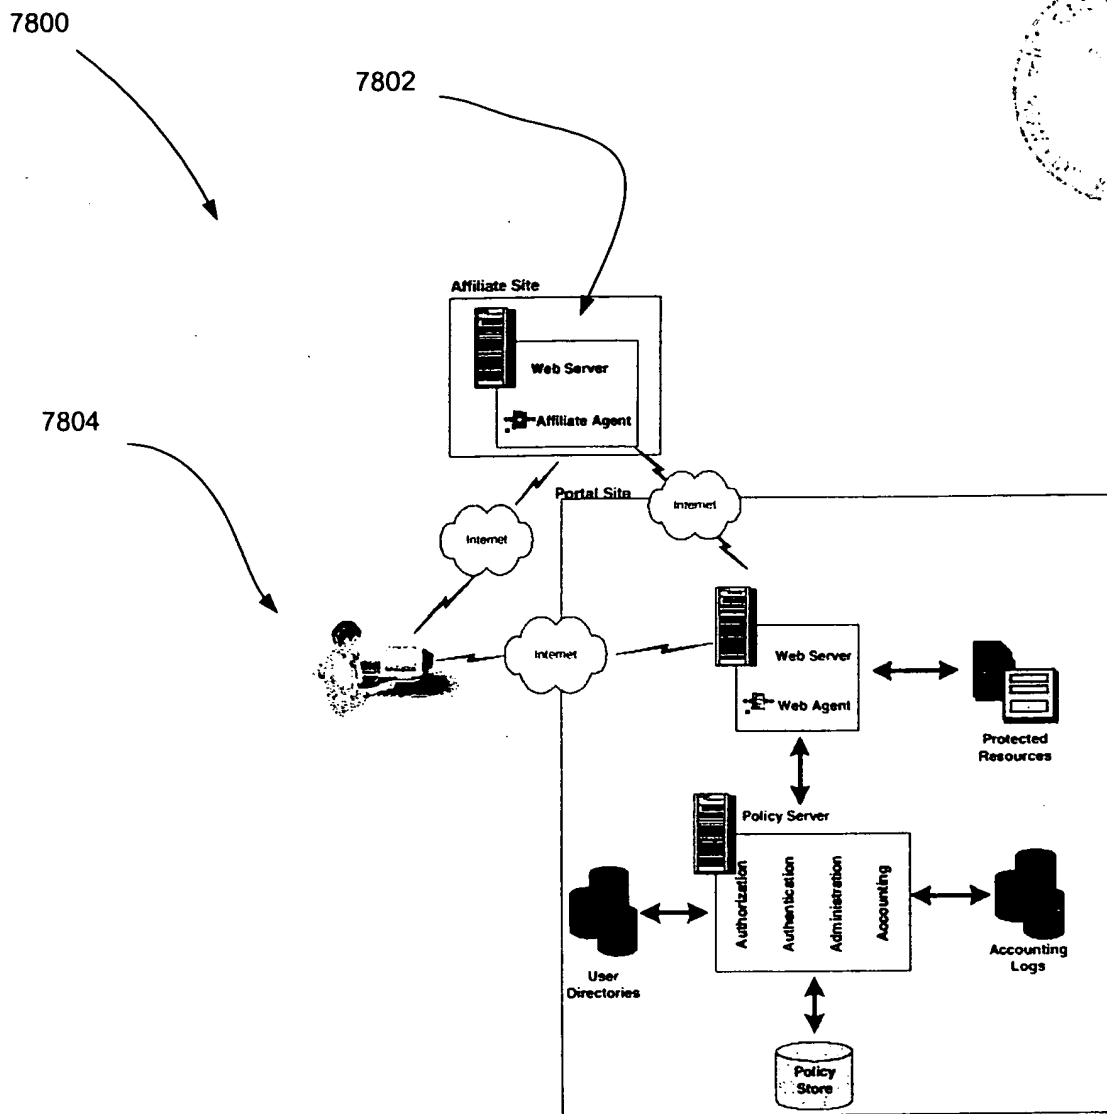 7800
7802
Affiliate Site
Web Server
Affiliate Agent
7804
Portal Site
Internet
Internet
Internet
Web Server
Web Agent
Protected
Resources
Policy Server
Authorization
Authentication
Administration
Accounting
User
Directories
Accounting
Logs
Policy
Store